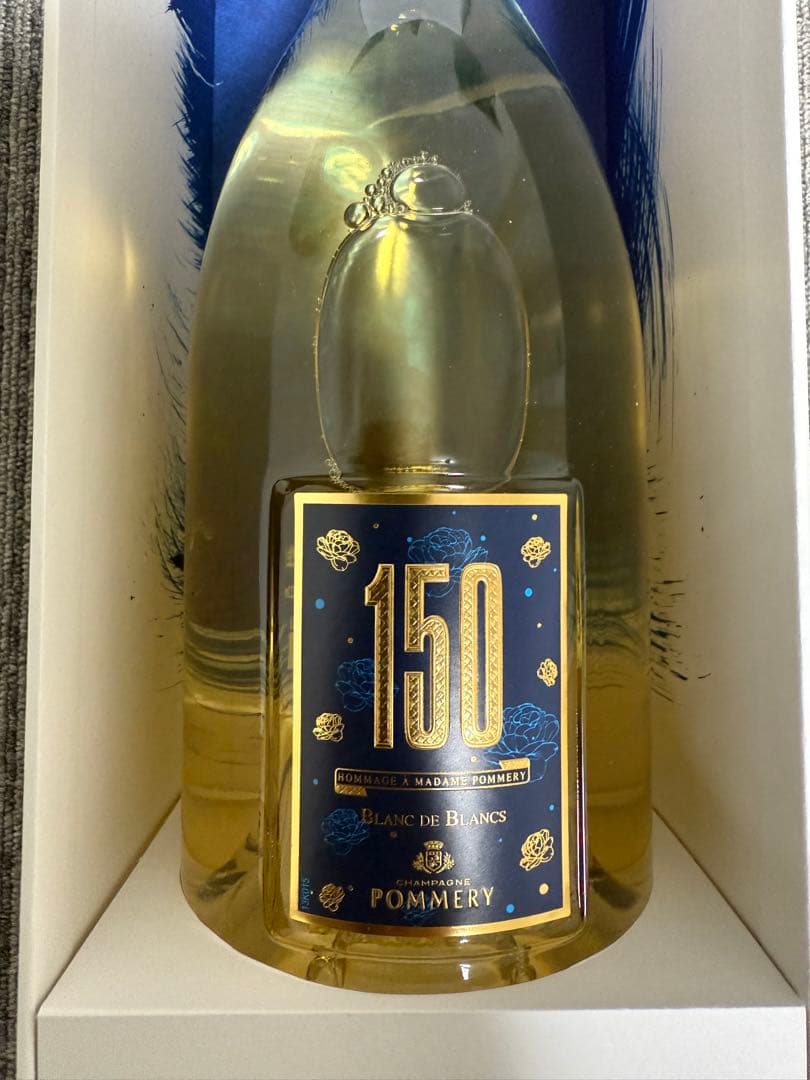 150
HOMMAGE À MADAME POMMERY
BLANC DE BLANCS
CHAMPAGNE
POMMERY